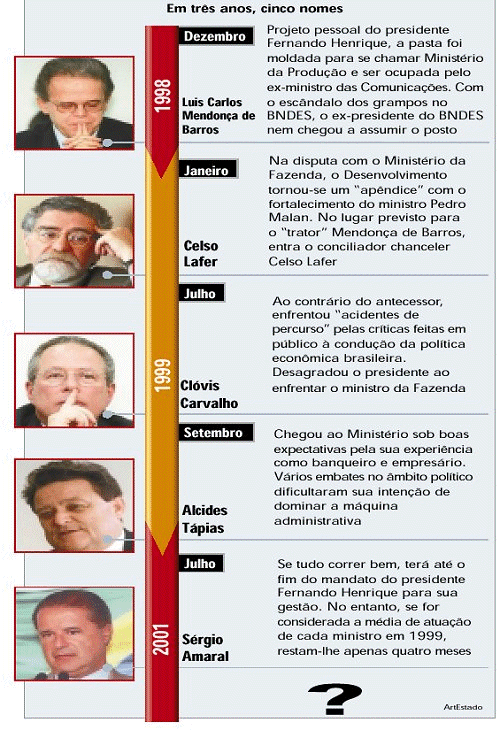 Em três anos, cinco nomes
1998
Dezembro
Luis Carlos
Mendonça de
Barros
Projeto pessoal do presidente
Fernando Henrique, a pasta foi
moldada para se chamar Ministério
da Produção e ser ocupada pelo
ex-ministro das Comunicações. Com
o escândalo dos grampos no
BNDES, o ex-presidente do BNDES
nem chegou a assumir o posto
1999
Janeiro
Celso
Lafer
Na disputa com o Ministério da
Fazenda, o Desenvolvimento
tornou-se um "apêndice" com o
fortalecimento do ministro Pedro
Malan. No lugar previsto para
o "trator" Mendonça de Barros,
entra o conciliador chanceler
Celso Lafer
Julho
Clóvis
Carvalho
Ao contrário do antecessor,
enfrentou "acidentes de
percurso" pelas críticas feitas em
público à condução da política
econômica brasileira.
Desagradou o presidente ao
enfrentar o ministro da Fazenda
Setembro
Alcides
Tápias
Chegou ao Ministério sob boas
expectativas pela sua experiência
como banqueiro e empresário.
Vários embates no âmbito político
dificultaram sua intenção de
dominar a máquina
administrativa
2001
Julho
Sérgio
Amaral
Se tudo correr bem, terá até o
fim do mandato do presidente
Fernando Henrique para sua
gestão. No entanto, se for
considerada a média de atuação
de cada ministro em 1999,
restam-lhe apenas quatro meses
?
ArtEstado